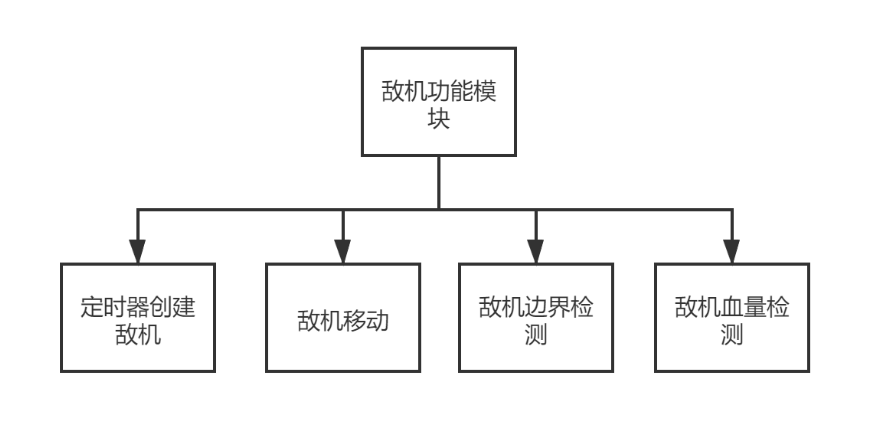 敌机功能模
块
定时器创建
敌机
敌机移动
敌机边界检
测
敌机血量检
测